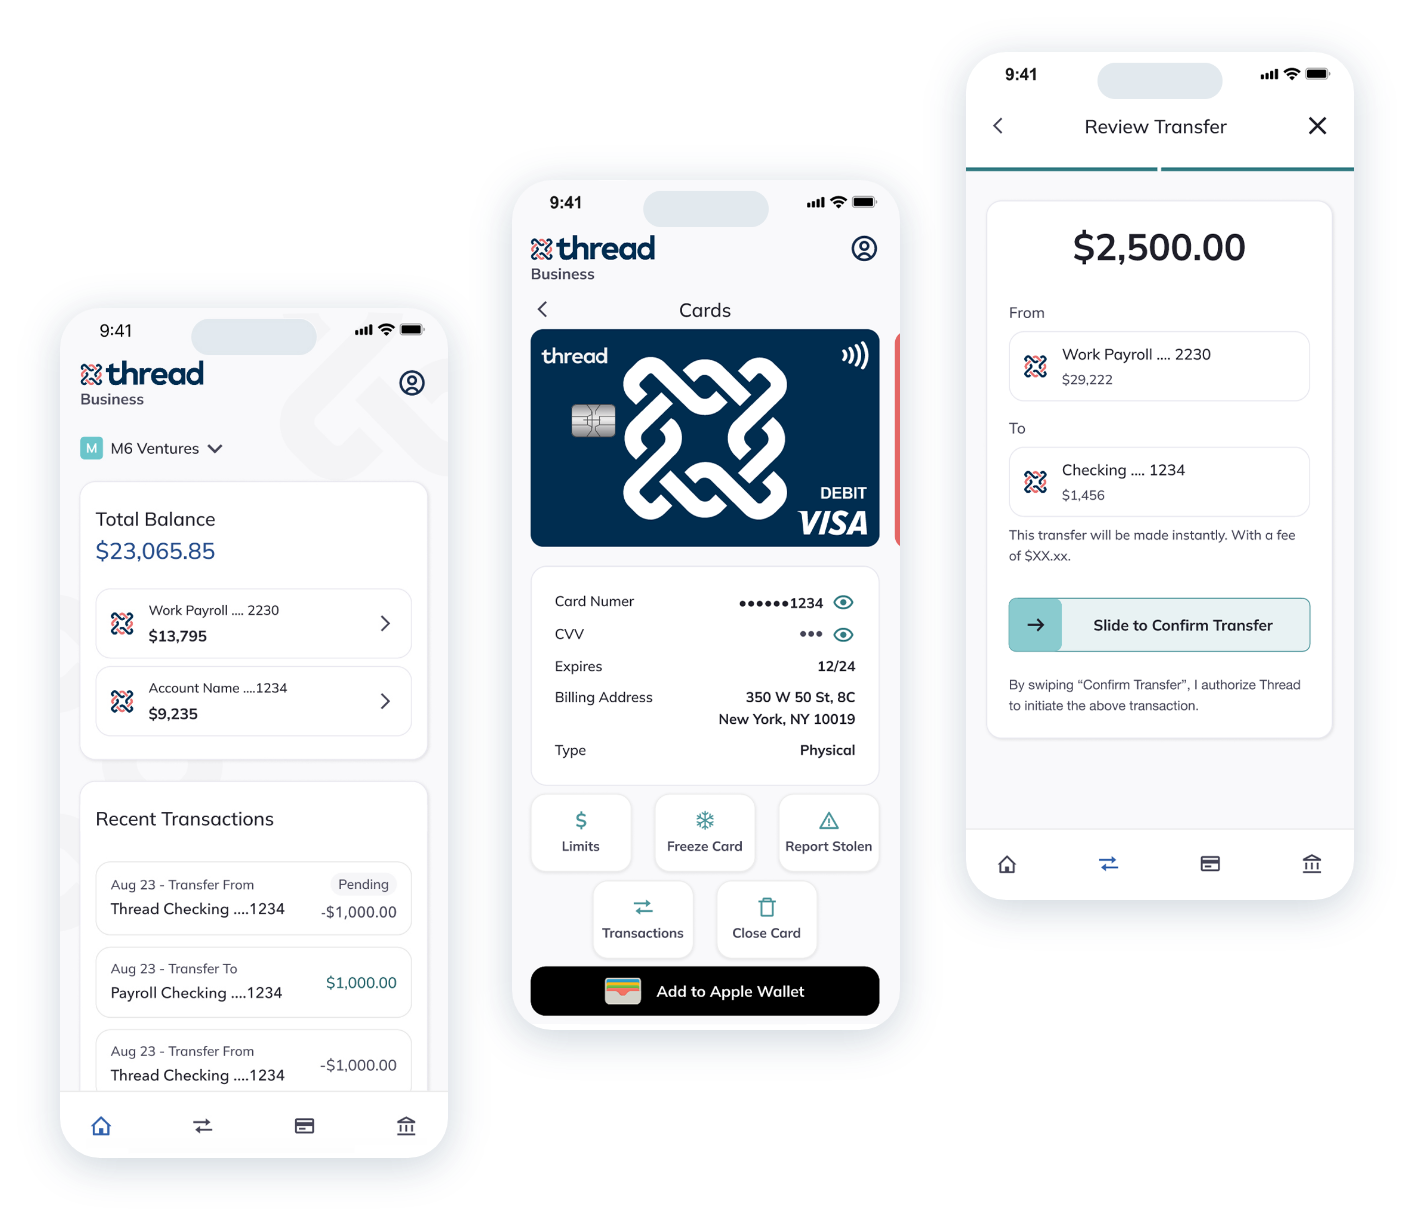 9:41
thread
Business
M M6 Ventures
Total Balance
$23,065.85
Work Payroll .... 2230
$13,795
Account Name ....1234
$9,235
Recent Transactions
Aug 23 - Transfer From
Pending
Thread Checking ....1234
-$1,000.00
Aug 23 - Transfer To
$1,000.00
Payroll Checking ....1234
Aug 23 - Transfer From
-$1,000.00
Thread Checking ....1234
9:41
thread
Business
Cards
thread
DEBIT
VISA
Card Numer ••••••1234
CVV •••
Expires 12/24
Billing Address 350 W 50 St, 8C
New York, NY 10019
Type Physical
$
Limits Freeze Card Report Stolen
Transactions Close Card
Add to Apple Wallet
9:41
Review Transfer
$2,500.00
From
Work Payroll .... 2230
$29,222
To
Checking .... 1234
$1,456
This transfer will be made instantly. With a fee
of $XX.xx.
Slide to Confirm Transfer
By swiping “Confirm Transfer”, I authorize Thread
to initiate the above transaction.